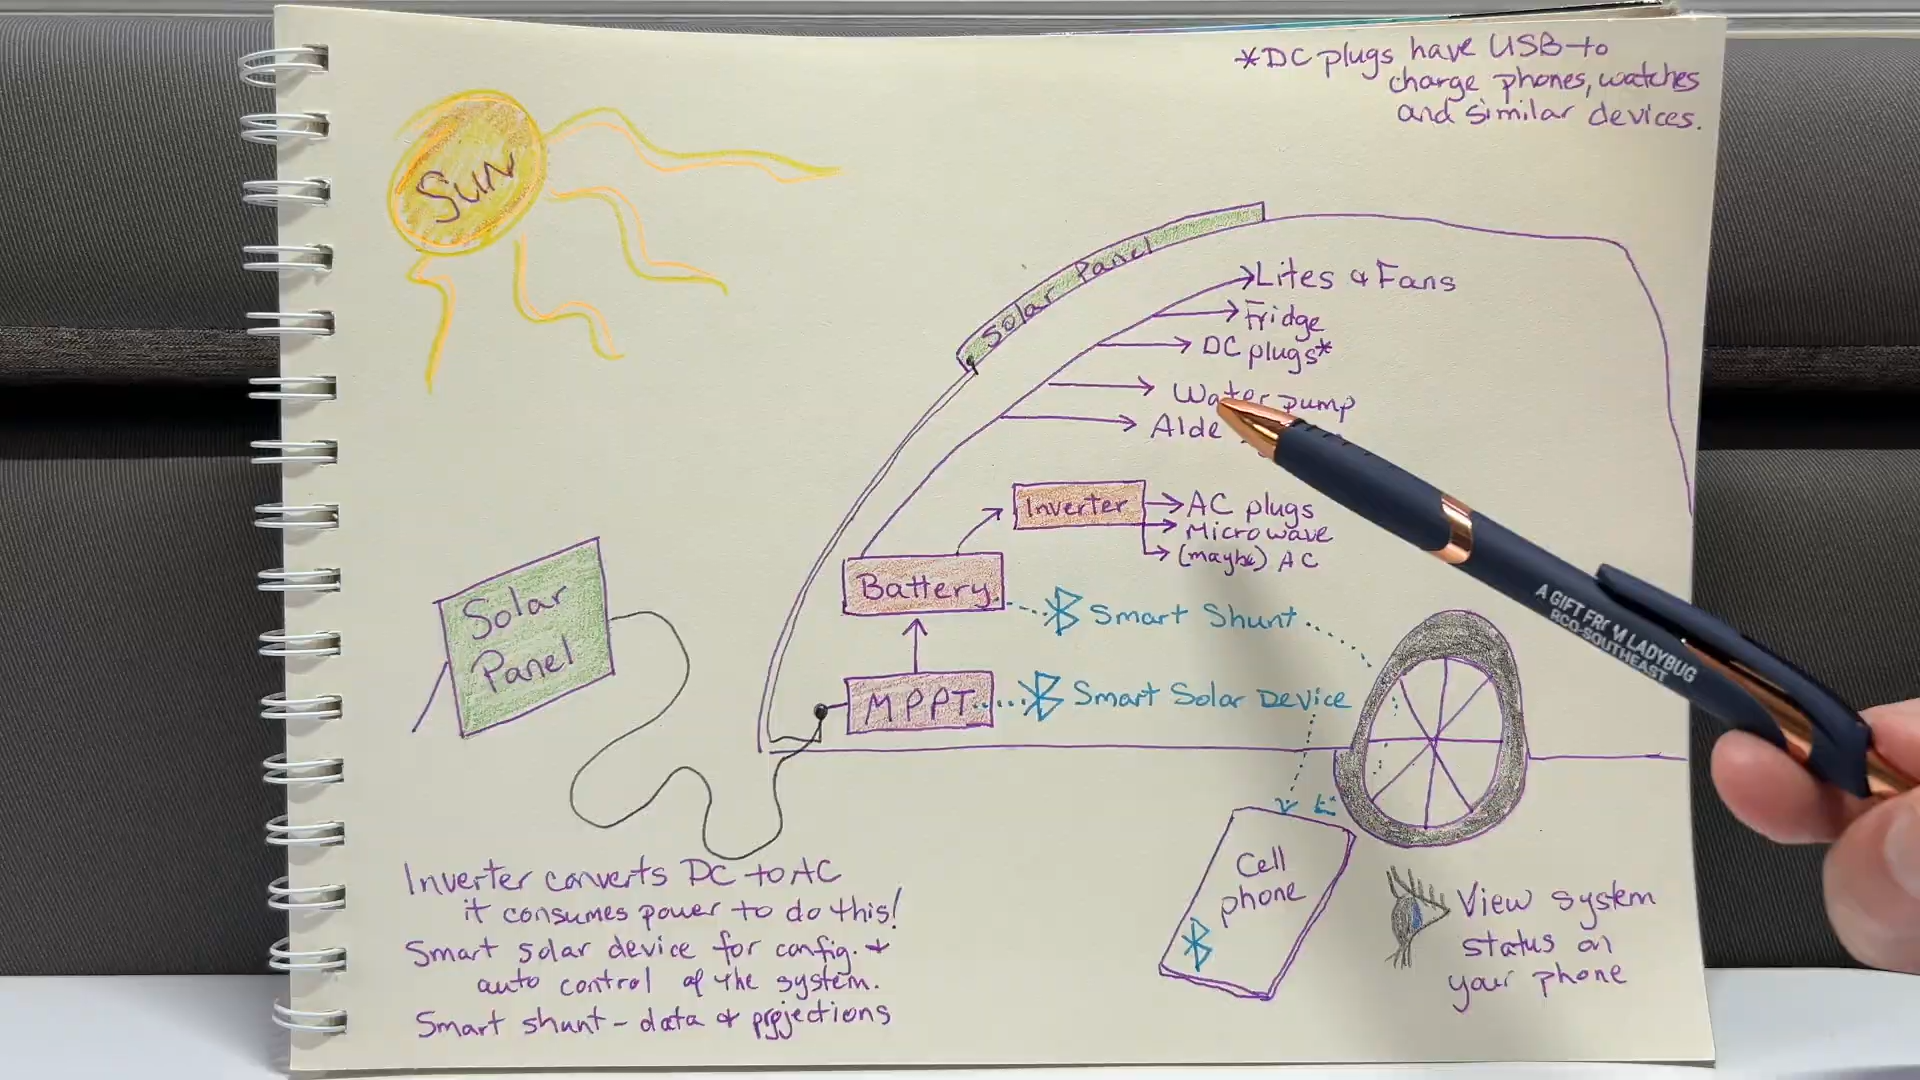 *DC plugs have USB to
charge phones, watches
and similar devices.
Sun
Solar Panel
Lites & Fans
Fridge
DC plugs*
Water pump
Alde
Inverter
AC plugs
Microwave
(maybe) AC
Battery
Smart Shunt
MPPT
Smart Solar Device
Solar
Panel
Cell
phone
View system
status on
your phone
Inverter converts DC to AC
it consumes power to do this!
Smart solar device for config. &
auto control of the system.
Smart shunt - data & projections
A GIFT FROM LADYBUG
RCO-SOUTHEAST